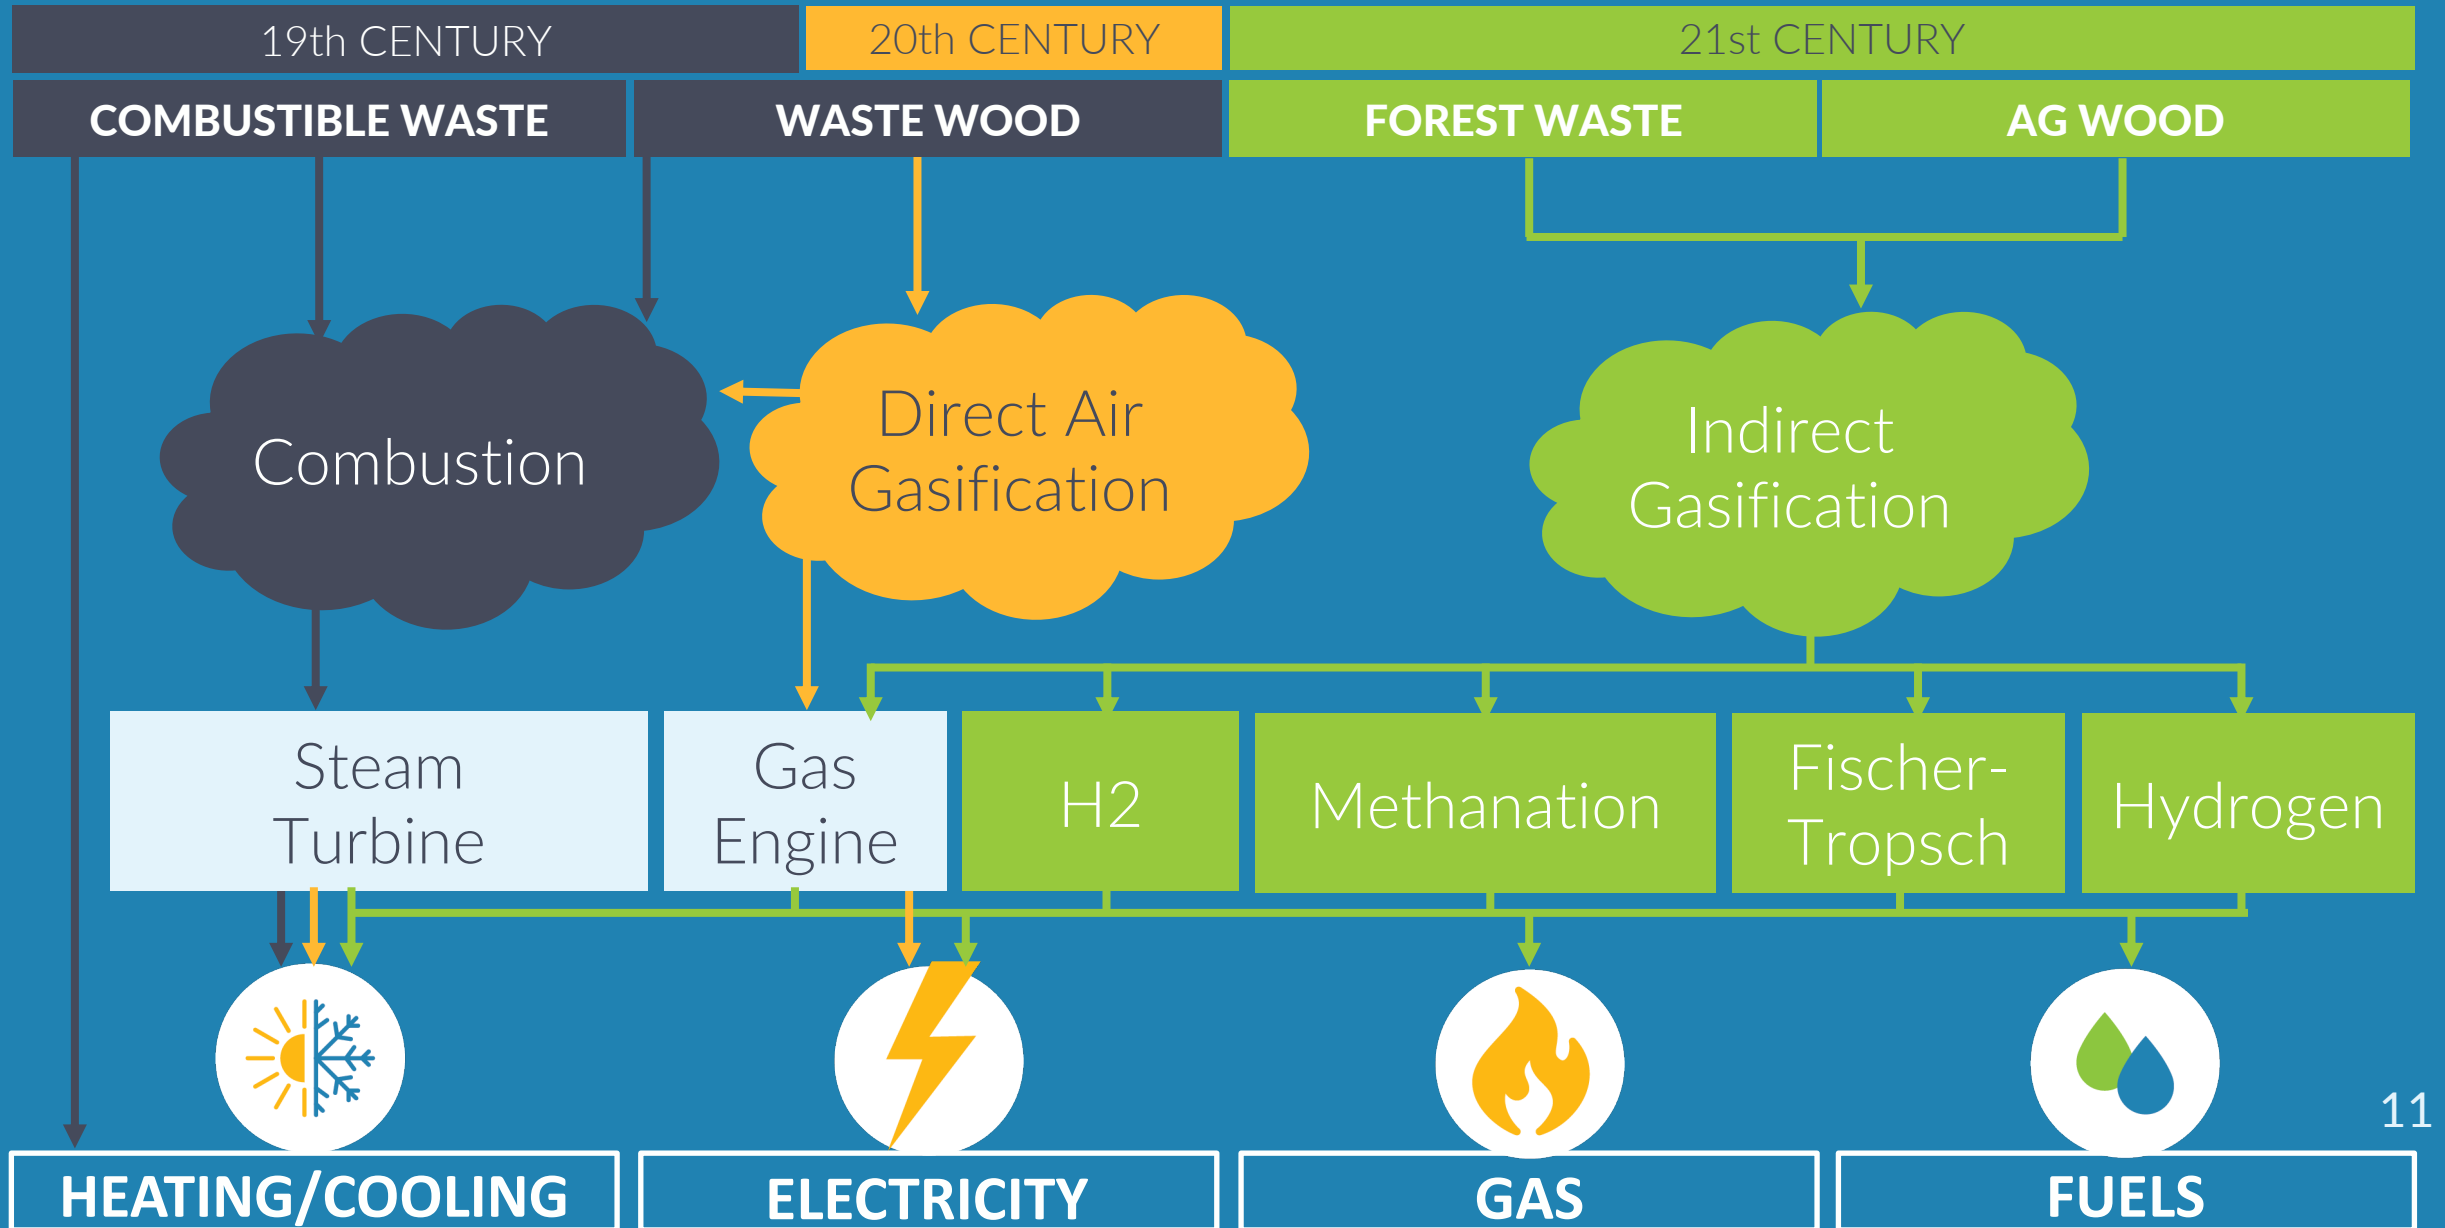 19th CENTURY
20th CENTURY
21st CENTURY
COMBUSTIBLE WASTE
WASTE WOOD
FOREST WASTE
AG WOOD
Combustion
Direct Air
Gasification
Indirect
Gasification
Steam
Turbine
Gas
Engine
H2
Methanation
Fischer-
Tropsch
Hydrogen
11
HEATING/COOLING
ELECTRICITY
GAS
FUELS